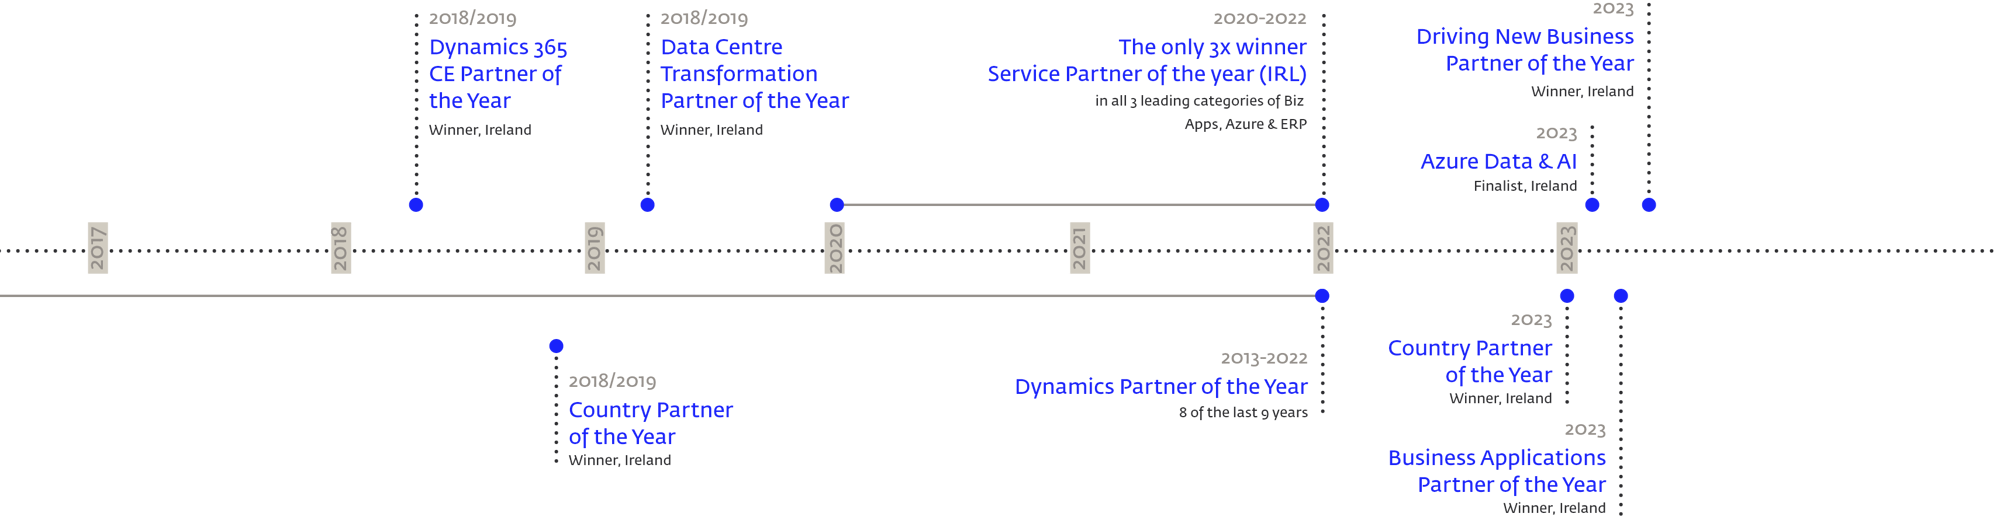 2018/2019
Dynamics 365
CE Partner of
the Year
Winner, Ireland
2018/2019
Data Centre
Transformation
Partner of the Year
Winner, Ireland
2020-2022
The only 3x winner
Service Partner of the year (IRL)
in all 3 leading categories of Biz
Apps, Azure & ERP
2023
Driving New Business
Partner of the Year
Winner, Ireland
2023
Azure Data & AI
Finalist, Ireland
2017
2018
2019
2020
2021
2022
2023
2018/2019
Country Partner
of the Year
Winner, Ireland
2013-2022
Dynamics Partner of the Year
8 of the last 9 years
2023
Country Partner
of the Year
Winner, Ireland
2023
Business Applications
Partner of the Year
Winner, Ireland